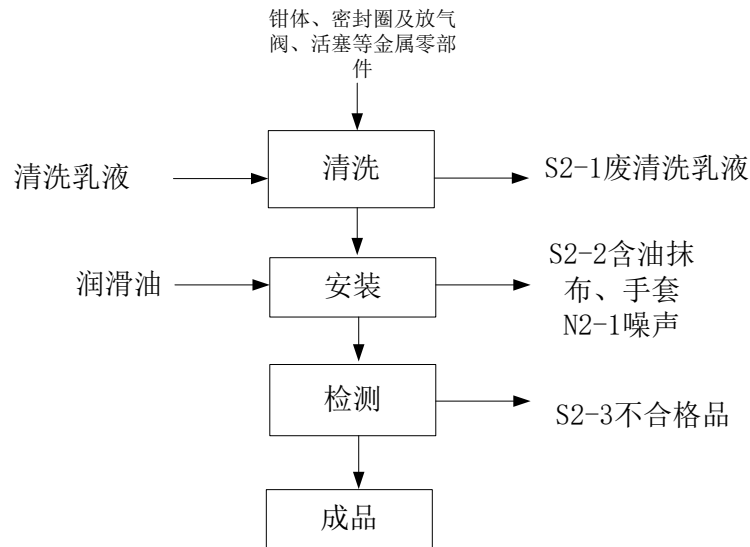 钳体、密封圈及放气
阀、活塞等金属零部
件
清洗
清洗乳液
S2-1废清洗乳液
S2-2含油抹
布、手套
N2-1噪声
润滑油
安装
检测
S2-3不合格品
成品